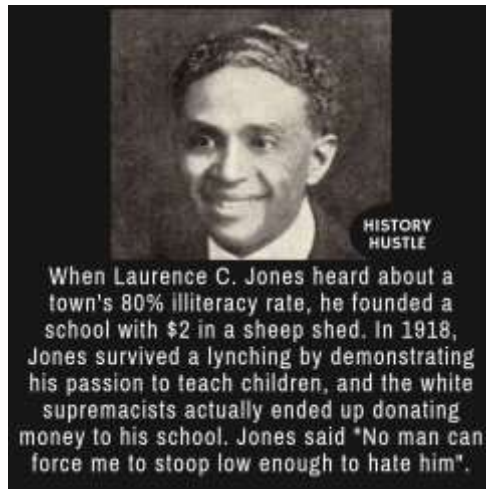 HISTORY
HUSTLE
When Laurence C. Jones heard about a
town's 80% illiteracy rate, he founded a
school with $2 in a sheep shed. In 1918,
Jones survived a lynching by demonstrating
his passion to teach children, and the white
supremacists actually ended up donating
money to his school. Jones said "No man can
force me to stoop low enough to hate him".